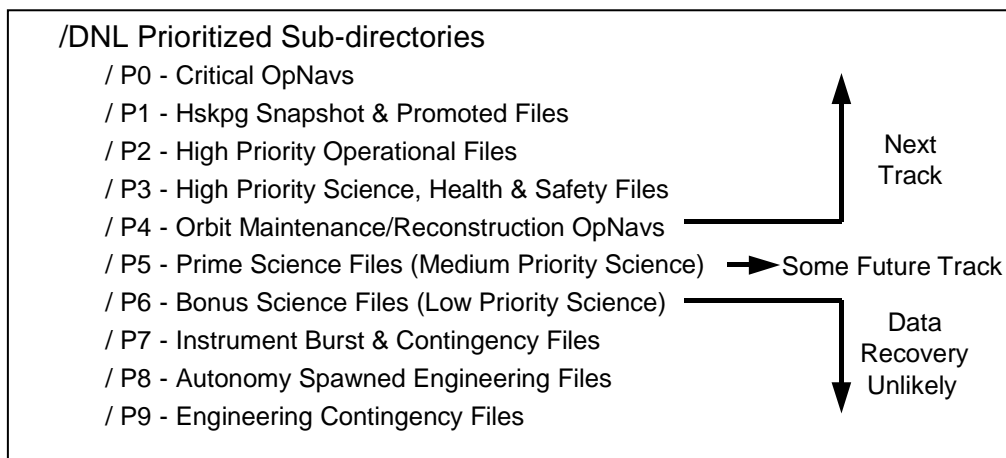 /DNL Prioritized Sub-directories
/ P0 - Critical OpNavs
/ P1 - Hskpg Snapshot & Promoted Files
/ P2 - High Priority Operational Files
/ P3 - High Priority Science, Health & Safety Files
/ P4 - Orbit Maintenance/Reconstruction OpNavs
/ P5 - Prime Science Files (Medium Priority Science)
/ P6 - Bonus Science Files (Low Priority Science)
/ P7 - Instrument Burst & Contingency Files
/ P8 - Autonomy Spawned Engineering Files
/ P9 - Engineering Contingency Files
Next
Track
Some Future Track
Data
Recovery
Unlikely